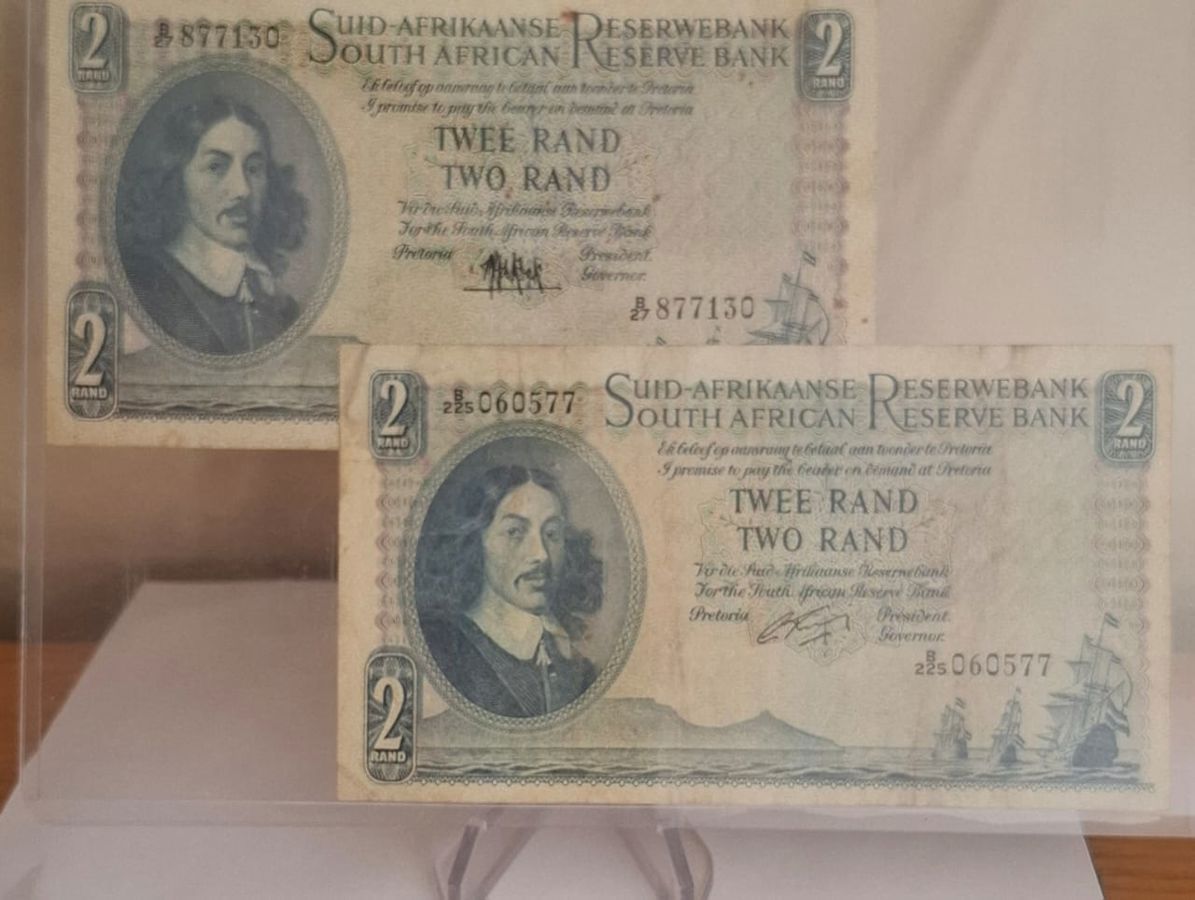 2 RAND
B/27 877130
SUID-AFRIKAANSE RESERWEBANK
SOUTH AFRICAN RESERVE BANK
2 RAND
Ek beloof op aanvraag te betaal aan toonder te Pretoria
I promise to pay the bearer on demand at Pretoria
TWEE RAND
TWO RAND
Vir die Suid-Afrikaanse Reserwebank
For the South African Reserve Bank
Pretoria
President.
Governor.
B/27 877130
2 RAND
2 RAND
B/225 060577
SUID-AFRIKAANSE RESERWEBANK
SOUTH AFRICAN RESERVE BANK
2 RAND
Ek beloof op aanvraag te betaal aan toonder te Pretoria
I promise to pay the bearer on demand at Pretoria
TWEE RAND
TWO RAND
Vir die Suid-Afrikaanse Reserwebank
For the South African Reserve Bank
Pretoria
President.
Governor.
B/225 060577
2 RAND